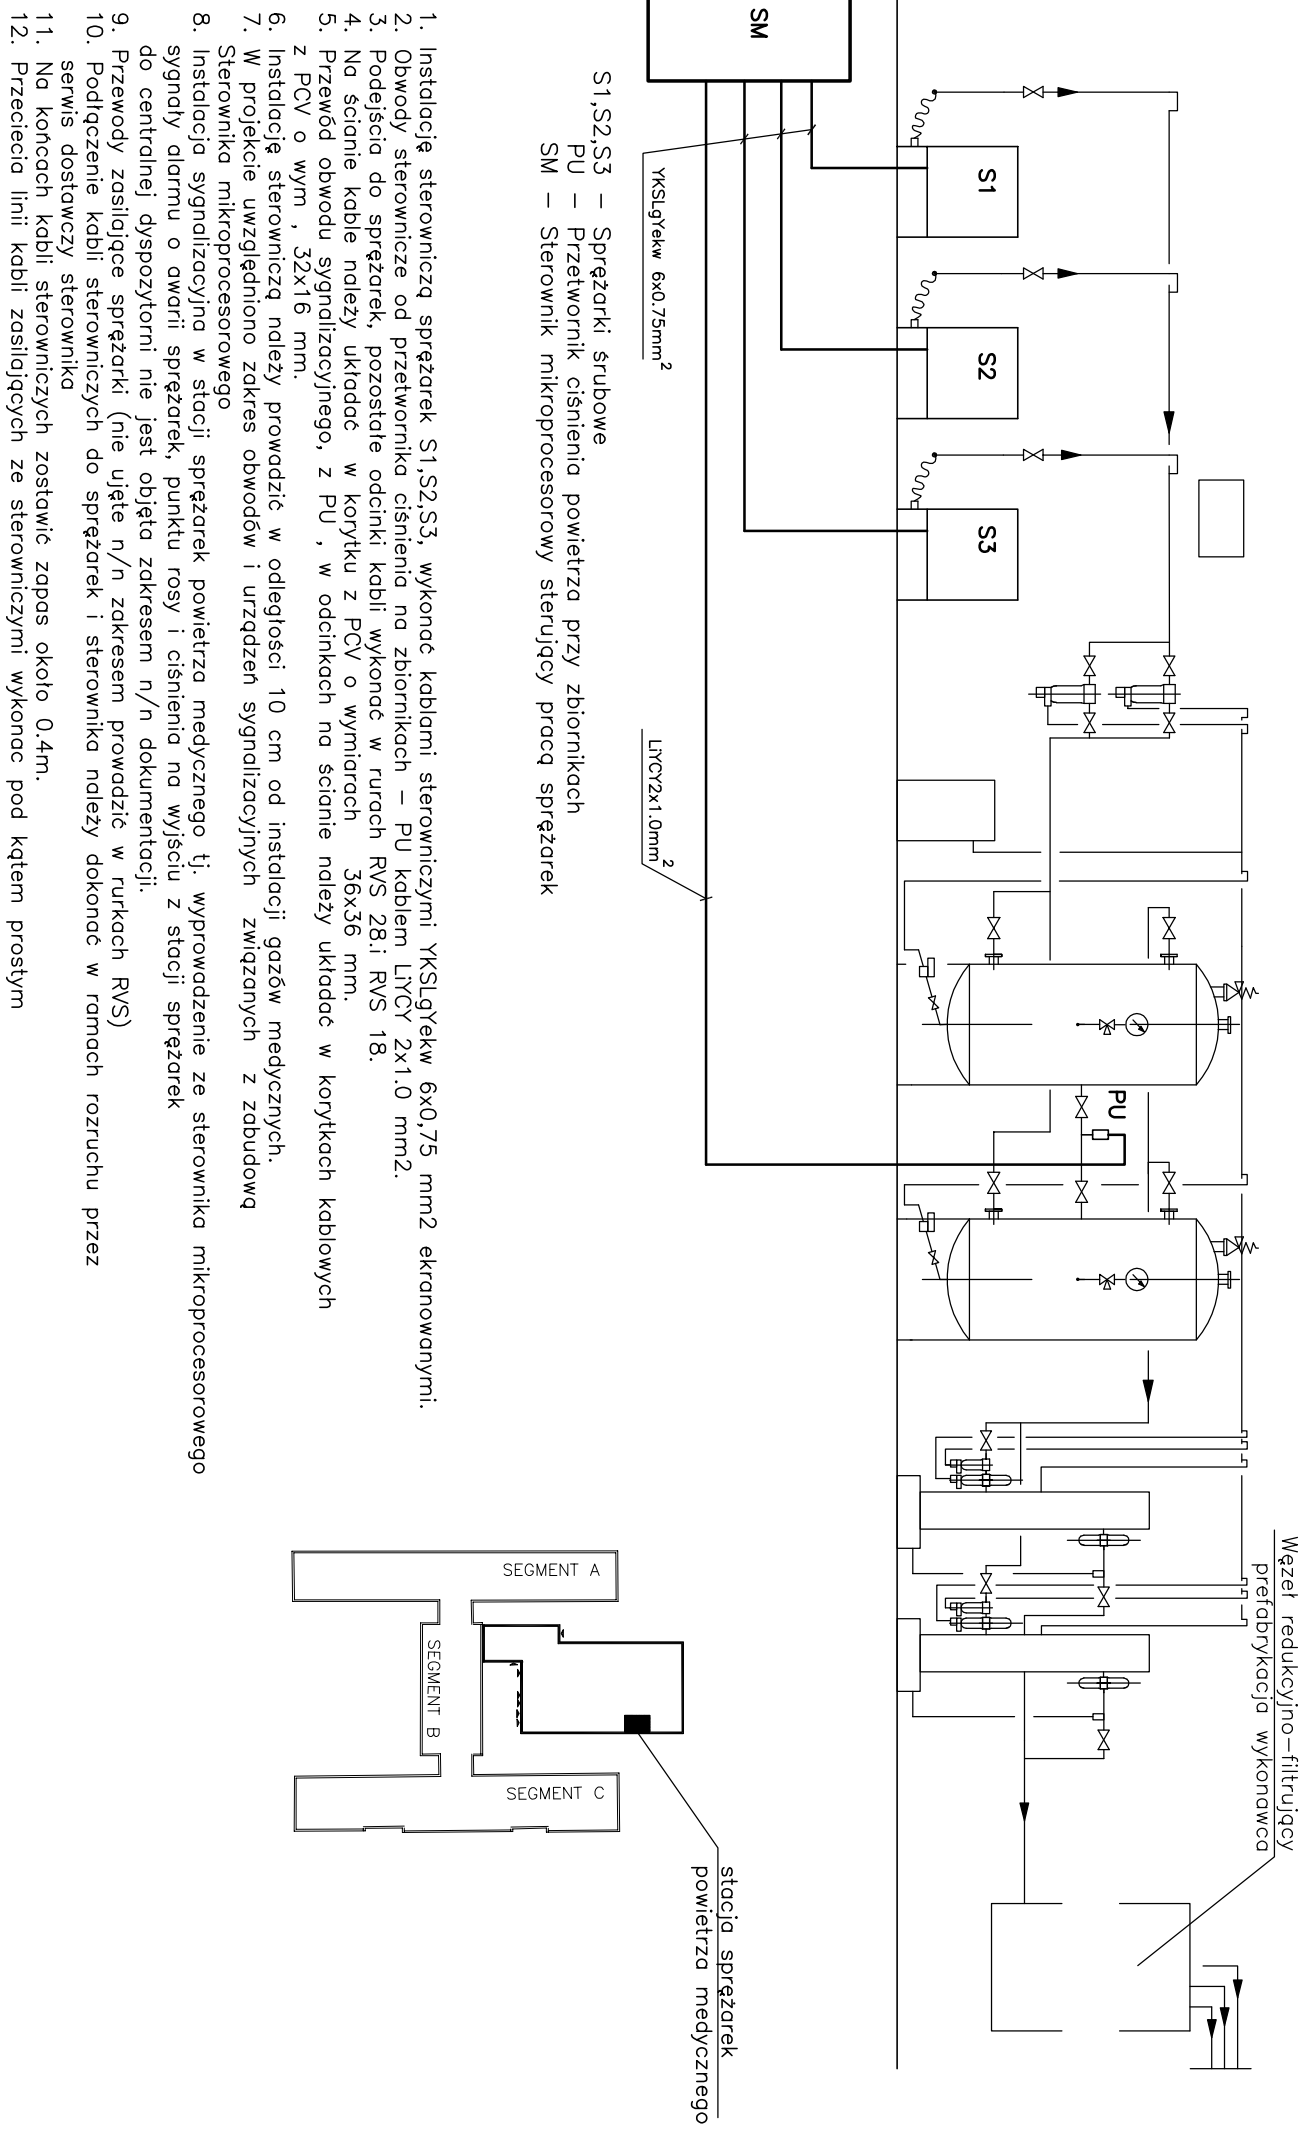 Węzeł redukcyjno-filtrujący
prefabrykacja wykonawca
S1
S2
S3
PU
SM
YKSLgYekw 6x0.75mm²
LiYCY2x1.0mm²
stacja sprężarek
powietrza medycznego
S1,S2,S3 – Sprężarki śrubowe
PU – Przetwornik ciśnienia powietrza przy zbiornikach
SM – Sterownik mikroprocesorowy sterujący pracą sprężarek
SEGMENT A
SEGMENT B
SEGMENT C
1. Instalację sterowniczą sprężarek S1,S2,S3, wykonać kablami sterowniczymi YKSLgYekw 6x0,75 mm2 ekranowanymi.
2. Obwody sterownicze od przetwornika ciśnienia na zbiornikach – PU kablem LiYCY 2x1.0 mm2.
3. Podejścia do sprężarek, pozostałe odcinki kabli wykonać w rurach RVS 28.i RVS 18.
4. Na ścianie kable należy układać w korytku z PCV o wymiarach 36x36 mm.
5. Przewód obwodu sygnalizacyjnego, z PU , w odcinkach na ścianie należy układać w korytkach kablowych
z PCV o wym , 32x16 mm.
6. Instalację sterowniczą należy prowadzić w odległości 10 cm od instalacji gazów medycznych.
7. W projekcie uwzględniono zakres obwodów i urządzeń sygnalizacyjnych związanych z zabudową
Sterownika mikroprocesorowego
8. Instalacja sygnalizacyjna w stacji sprężarek powietrza medycznego tj. wyprowadzenie ze sterownika mikroprocesorowego
sygnały alarmu o awarii sprężarek, punktu rosy i ciśnienia na wyjściu z stacji sprężarek
do centralnej dyspozytorni nie jest objęta zakresem n/n dokumentacji.
9. Przewody zasilające sprężarki (nie ujęte n/n zakresem prowadzić w rurkach RVS)
10. Podłączenie kabli sterowniczych do sprężarek i sterownika należy dokonać w ramach rozruchu przez
serwis dostawczy sterownika
11. Na końcach kabli sterowniczych zostawić zapas około 0.4m.
12. Przeciecia linii kabli zasilających ze sterowniczymi wykonac pod kątem prostym